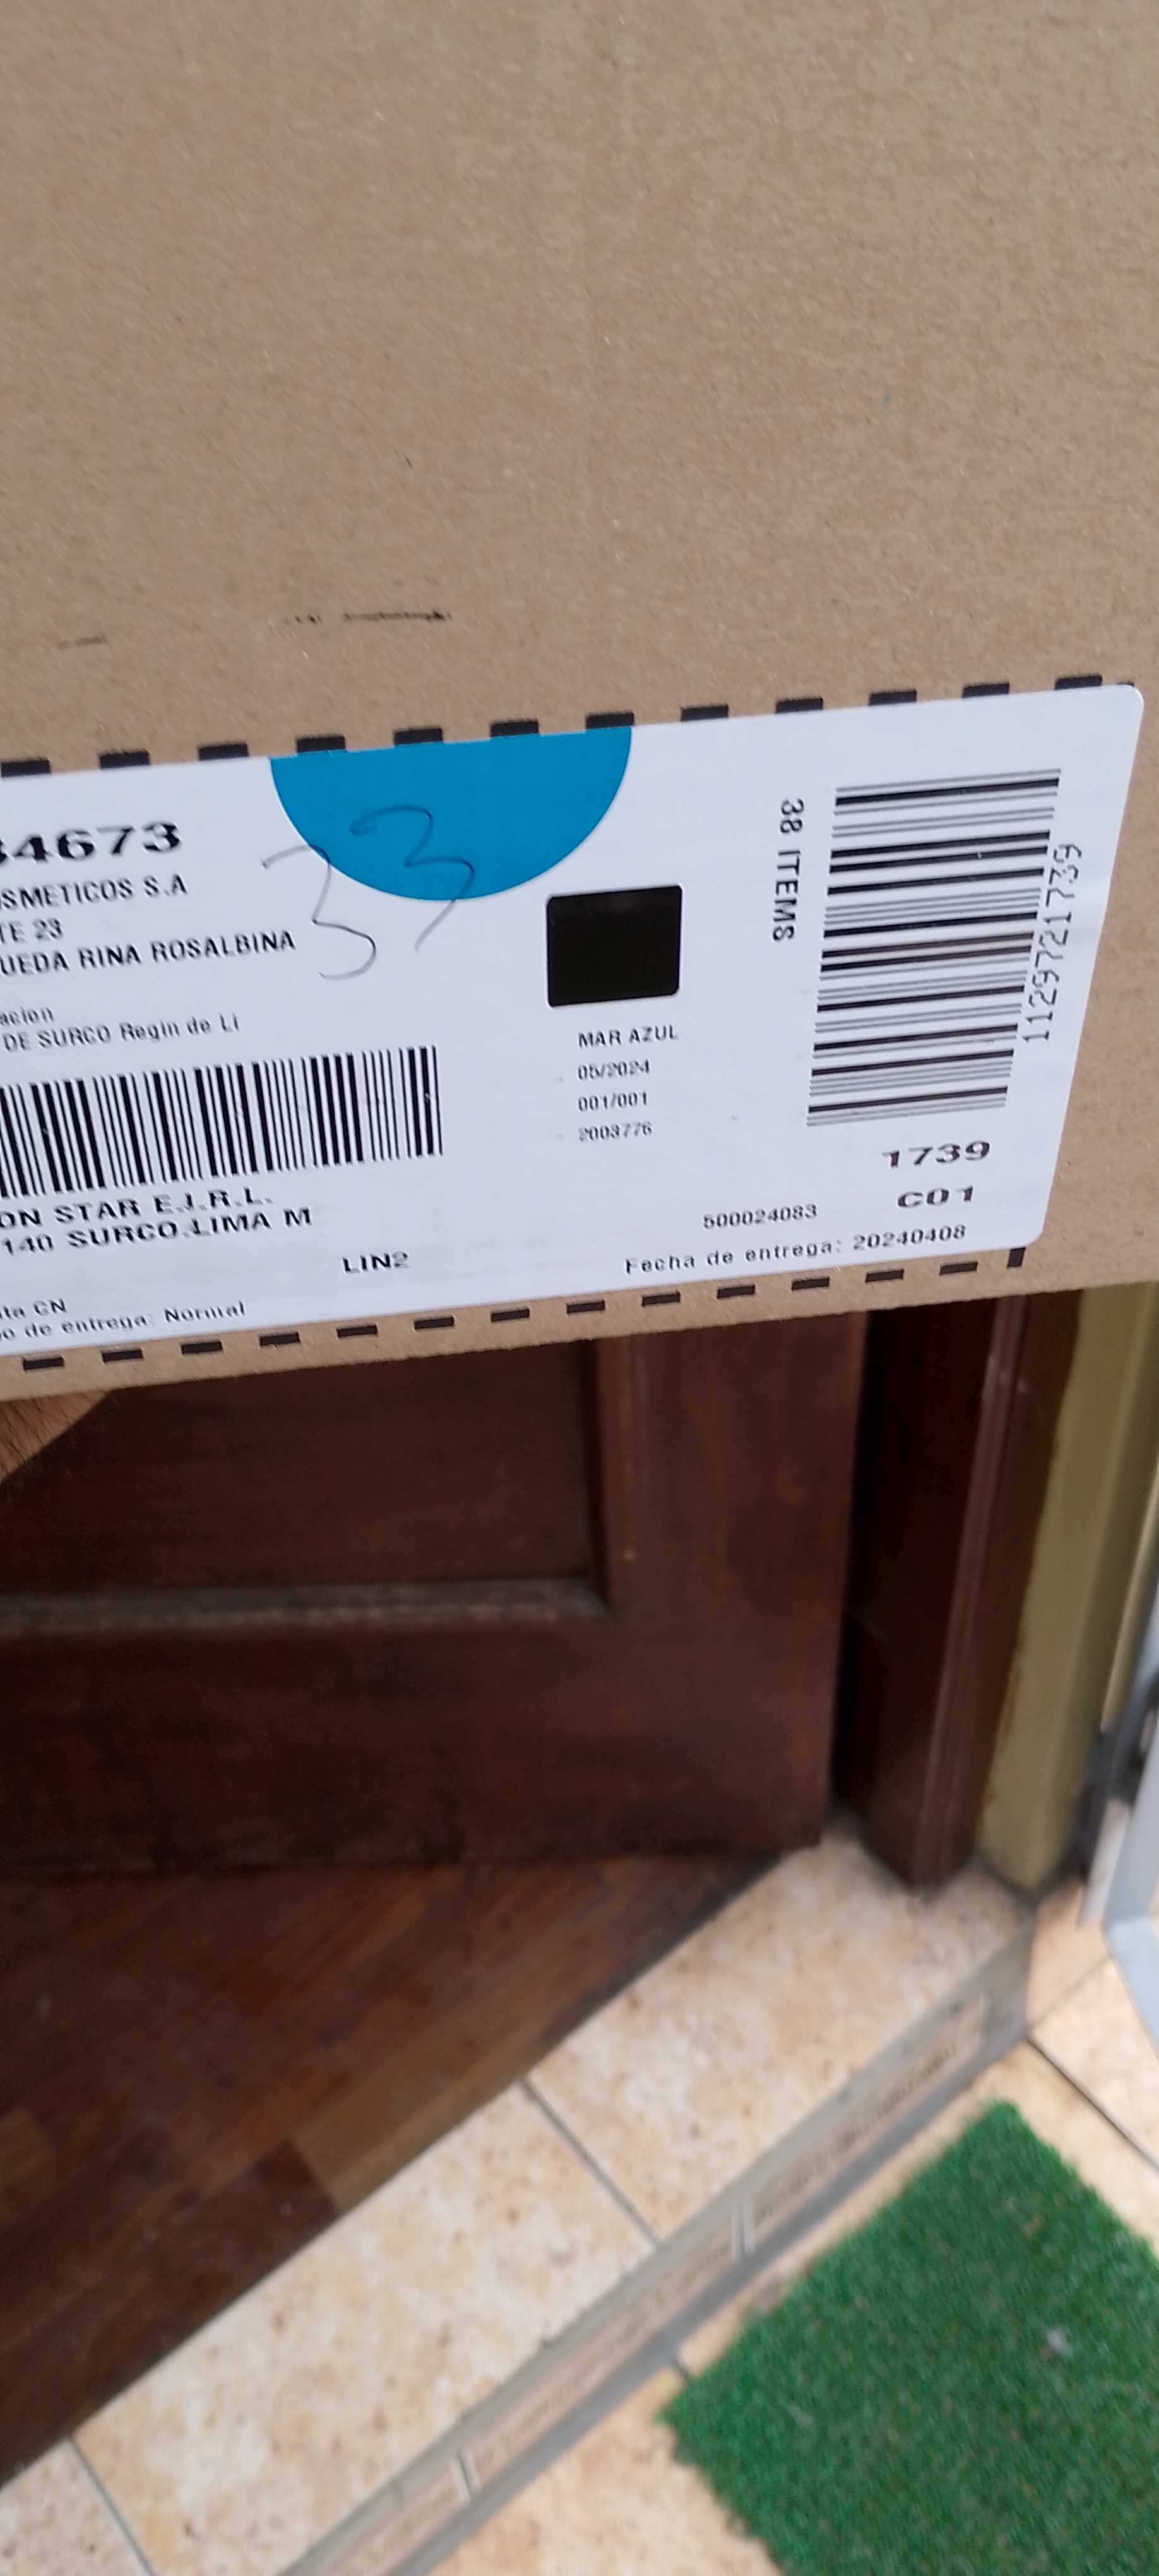 34673
OSMETICOS S.A
TE 23
UEDA RINA ROSALBINA
acion
DE SURCO Regin de Li
ON STAR E.I.R.L.
140 SURCO.LIMA M
LIN2
ta CN
o de entrega: Normal
33
MAR AZUL
05/2024
001/001
2003776
38 ITEMS
1129721739
1739
C01
500024083
Fecha de entrega: 20240408